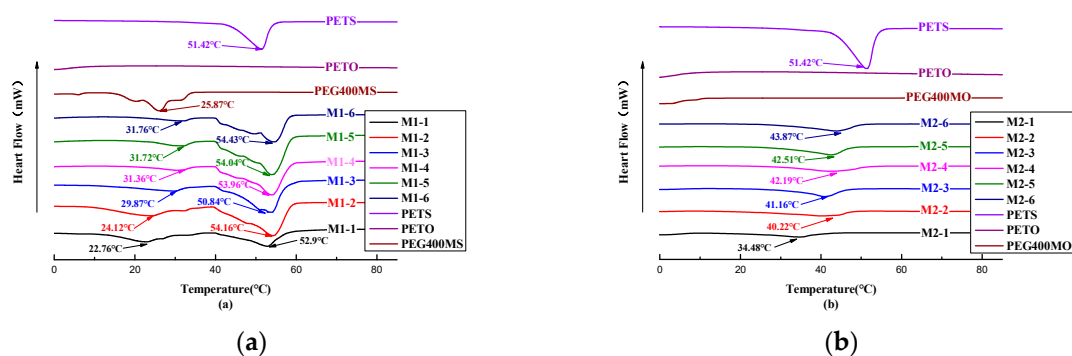 (a)
(b)
PETS
51.42°C
PETO
PEG400MS
25.87°C
M1-6
31.76°C
54.43°C
M1-5
31.72°C
54.04°C
M1-4
31.36°C
53.96°C
M1-3
29.87°C
50.84°C
M1-2
24.12°C
54.16°C
M1-1
22.76°C
52.9°C
Heart Flow (mW)
0
20
40
60
80
Temperature(°C)
(a)
M1-1
M1-2
M1-3
M1-4
M1-5
M1-6
PETS
PETO
PEG400MS
PETS
51.42°C
PETO
PEG400MO
M2-6
43.87°C
M2-5
42.51°C
M2-4
42.19°C
M2-3
41.16°C
M2-2
40.22°C
M2-1
34.48°C
Heart Flow (mW)
0
20
40
60
80
Temperature(°C)
(b)
M2-1
M2-2
M2-3
M2-4
M2-5
M2-6
PETS
PETO
PEG400MO
(a)
(b)